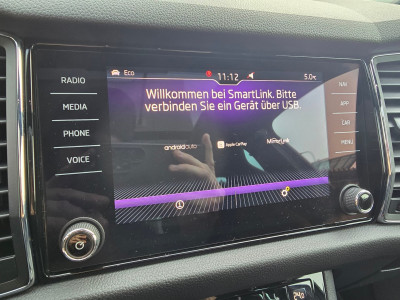 Eco 11:12 5.0°C
RADIO
MEDIA
PHONE
VOICE
Willkommen bei SmartLink. Bitte
verbinden Sie ein Gerät über USB.
androidauto Apple CarPlay MirrorLink
NAV
APP
CAR
MENU